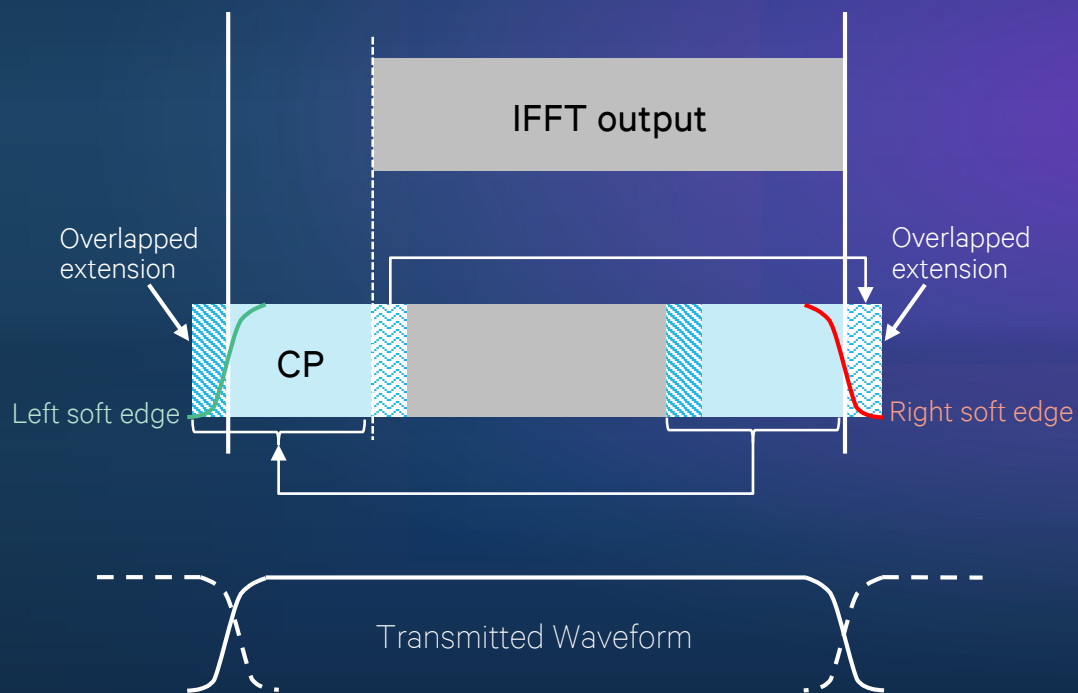 IFFT output
Overlapped
extension
Overlapped
extension
CP
Left soft edge
Right soft edge
Transmitted Waveform